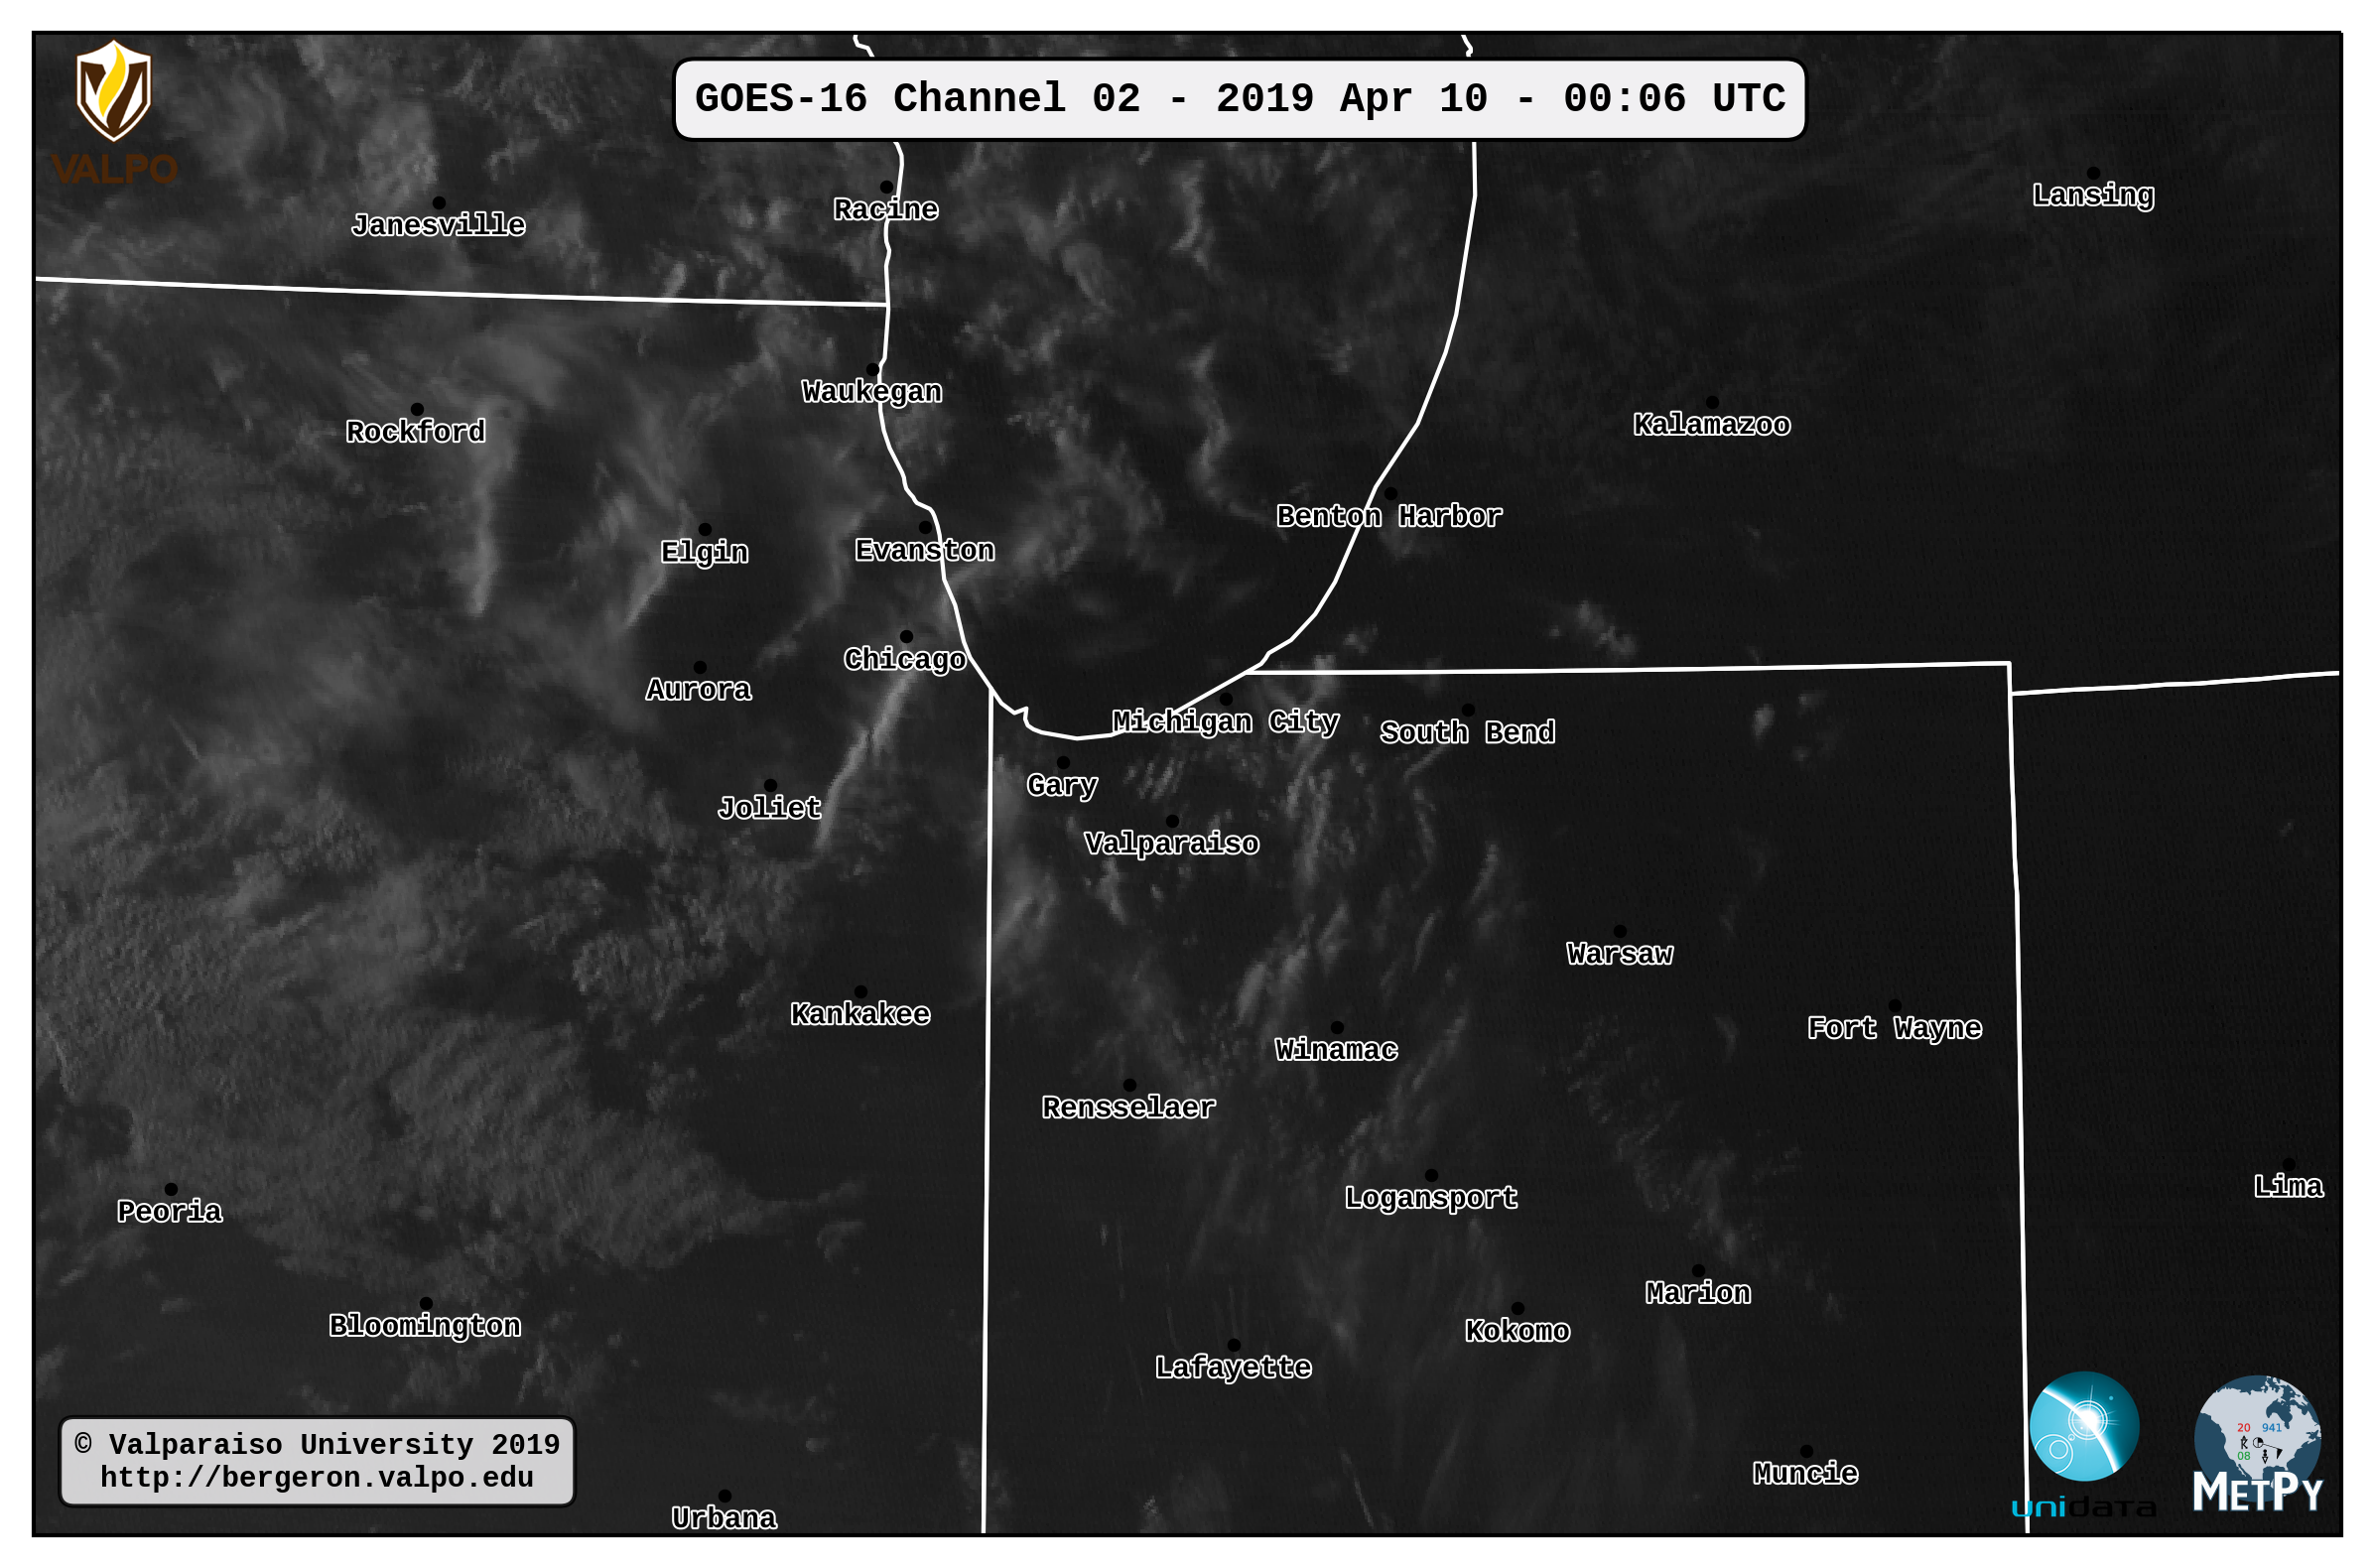 GOES-16 Channel 02 - 2019 Apr 10 - 00:06 UTC
VALPO
Lansing
Racine
Janesville
Waukegan
Kalamazoo
Rockford
Benton Harbor
Evanston
Elgin
Chicago
Aurora
Michigan City
South Bend
Gary
Joliet
Valparaiso
Warsaw
Kankakee
Fort Wayne
Winamac
Rensselaer
Lima
Logansport
Peoria
Marion
Bloomington
Kokomo
Lafayette
20 941
08
© Valparaiso University 2019
http://bergeron.valpo.edu
Muncie
METPY
unidata
Urbana